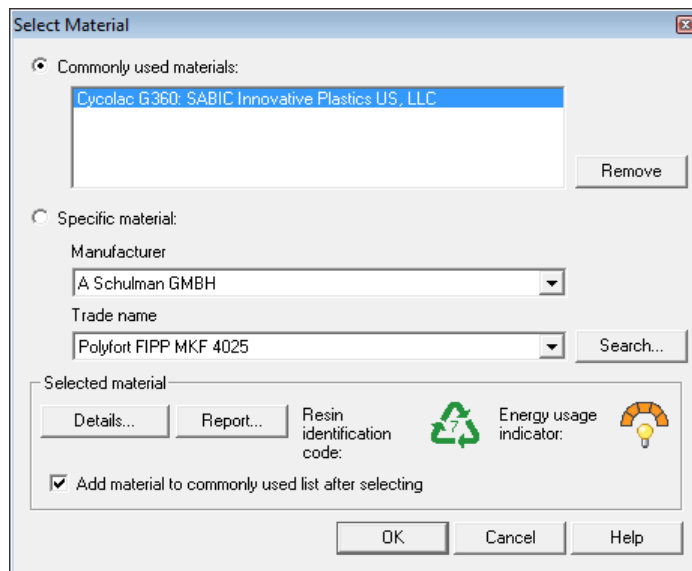 Select Material
Commonly used materials:
Cycolac G360: SABIC Innovative Plastics US, LLC
Remove
Specific material:
Manufacturer
A Schulman GMBH
Trade name
Polyfort FIPP MKF 4025
Search...
Selected material
Details...
Report...
Resin
identification
code:
7
Energy usage
indicator:
Add material to commonly used list after selecting
OK
Cancel
Help